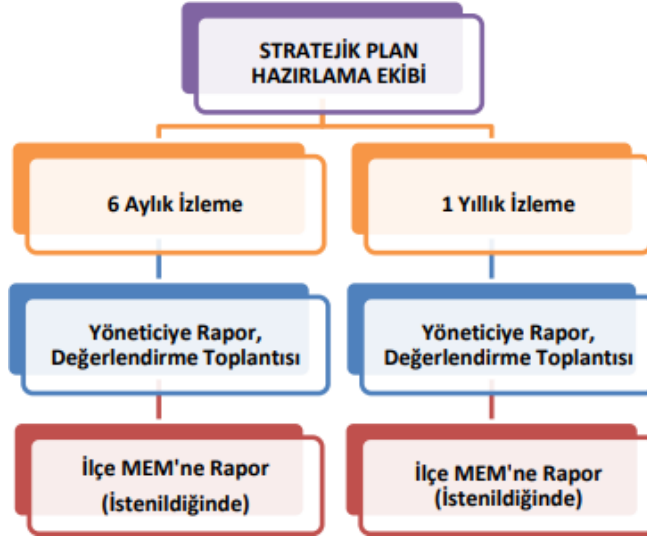 STRATEJİK PLAN
HAZIRLAMA EKİBİ
6 Aylık İzleme
1 Yıllık İzleme
Yöneticiye Rapor,
Değerlendirme Toplantısı
Yöneticiye Rapor,
Değerlendirme Toplantısı
İlçe MEM'ne Rapor
(İstenildiğinde)
İlçe MEM'ne Rapor
(İstenildiğinde)